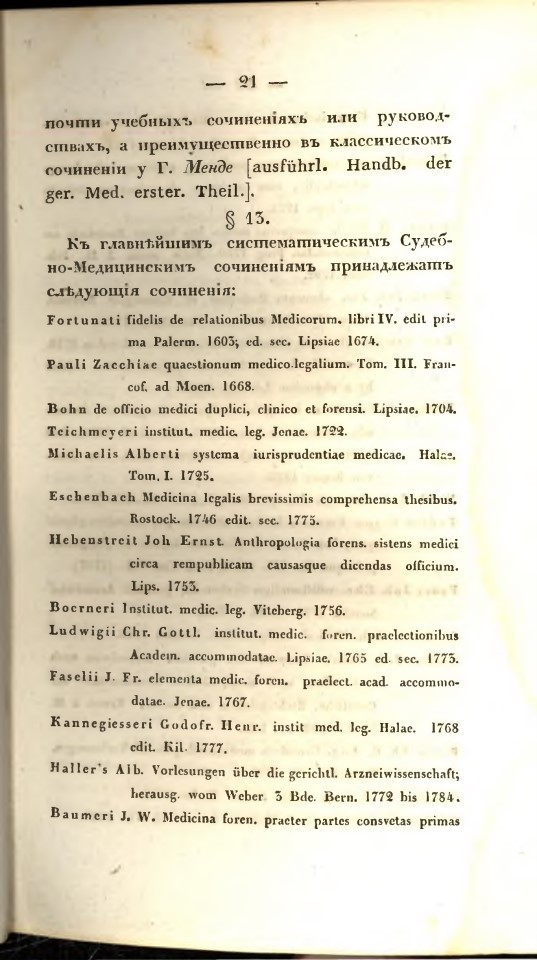 — 21 —
почти учебныхъ сочиненіяхъ или руковод-
ствахъ, а преимущественно въ классическомъ
сочиненіи у Г. Менде [ausführl. Handb. der
ger. Med. erster. Theil.].
§ 13.
Къ главнѣйшимъ систематическимъ Судеб-
но-Медицинскимъ сочиненіямъ принадлежатъ
слѣдующія сочиненія:
Fortunati fidelis de relationibus Medicorum. libri IV. edit pri-
ma Palerm. 1603; ed. sec. Lipsiae 1674.
Pauli Zacchiae quaestionum medico-legalium. Tom. III. Fran-
cof. ad Moen. 1668.
Bohn de officio medici duplici, clinico et forensi. Lipsiae. 1704.
Teichmeyeri institut. medic. leg. Jenae. 1722.
Michaelis Alberti systema iurisprudentiae medicae. Halae.
Tom. I. 1725.
Eschenbach Medicina legalis brevissimis comprehensa thesibus.
Rostock. 1746 edit. sec. 1775.
Hebenstreit Joh Ernst. Anthropologia forens. sistens medici
circa rempublicam causasque dicendas officium.
Lips. 1753.
Boerneri Institut. medic. leg. Viteberg. 1756.
Ludwigii Chr. Gottl. institut. medic. foren. praelectionibus
Academ. accommodatae. Lipsiae. 1765 ed. sec. 1773.
Faselii J. Fr. elementa medic. foren. praelect. acad. accommo-
datae. Jenae. 1767.
Kannegiesseri Godofr. Henr. instit med. leg. Halae. 1768
edit. Kil. 1777.
Haller's Alb. Vorlesungen über die gerichtl. Arzneiwissenschaft;
herausg. wom Weber 3 Bde. Bern. 1772 bis 1784.
Baumeri J. W. Medicina foren. praeter partes consvetas primas